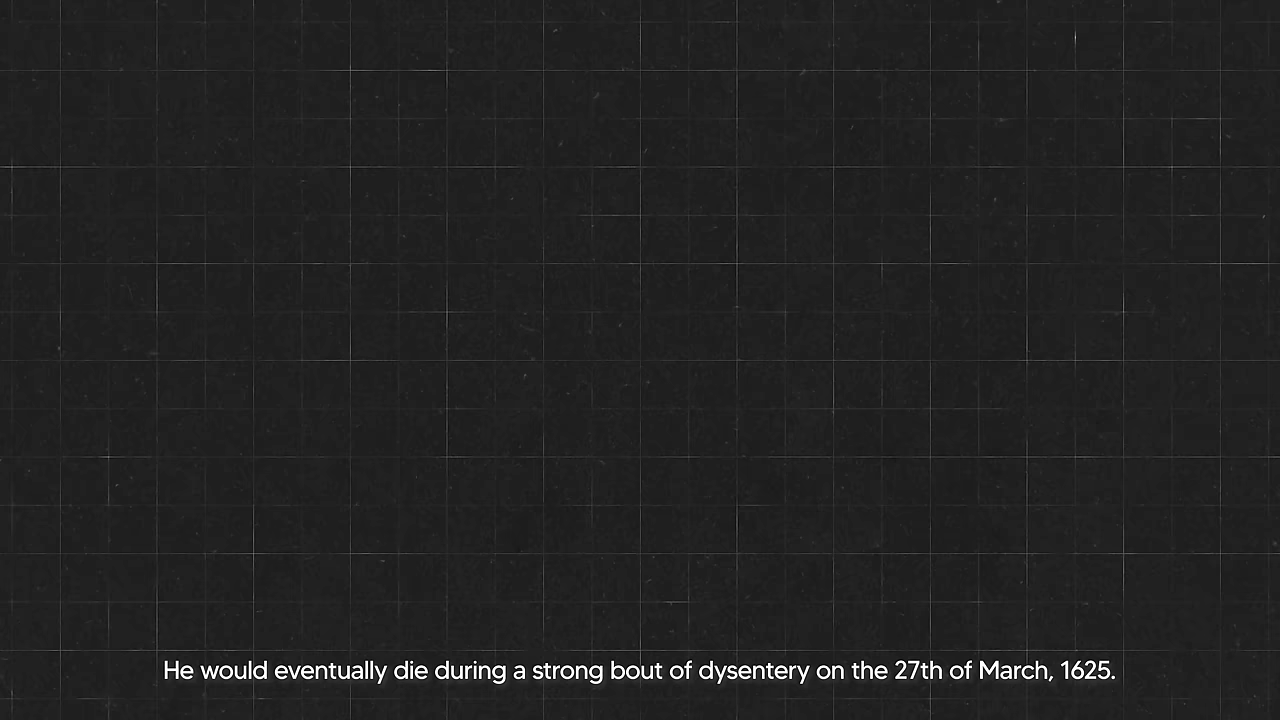 He would eventually die during a strong bout of dysentery on the 27th of March, 1625.